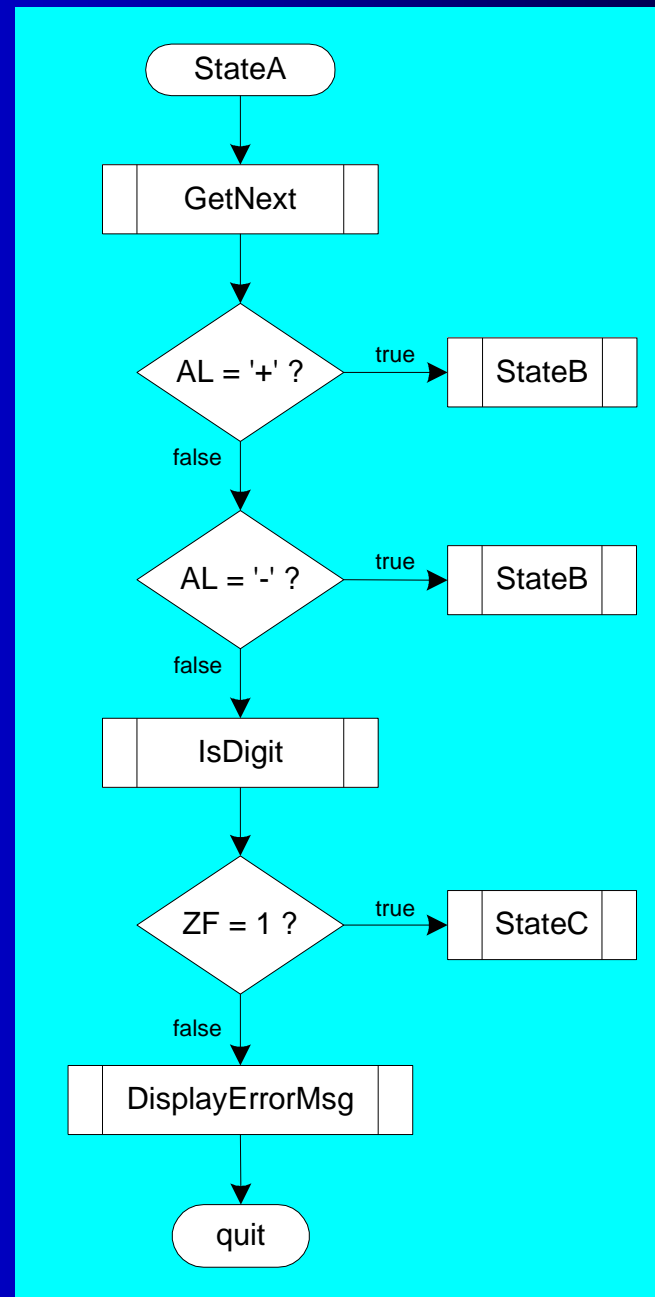 StateA
GetNext
AL = '+' ?
true
StateB
false
AL = '-' ?
true
StateB
false
IsDigit
ZF = 1 ?
true
StateC
false
DisplayErrorMsg
quit